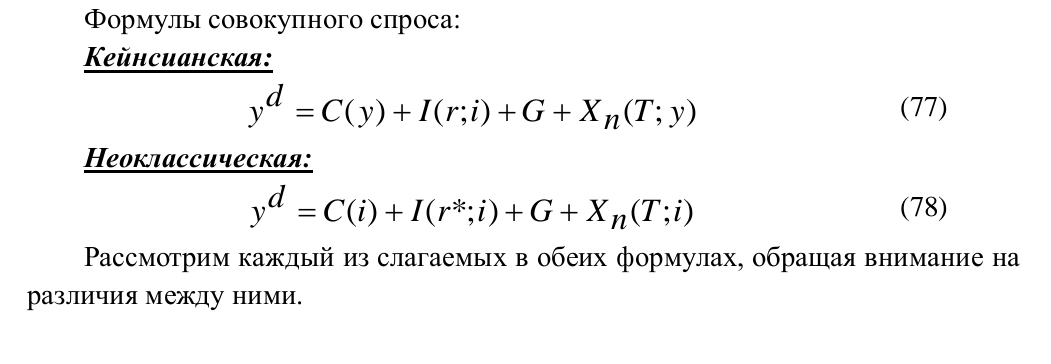 Формулы совокупного спроса:
Кейнсианская:
y^d = C(y) + I(r;i) + G + X_n(T; y) (77)
Неоклассическая:
y^d = C(i) + I(r*;i) + G + X_n(T;i) (78)
Рассмотрим каждый из слагаемых в обеих формулах, обращая внимание на
различия между ними.